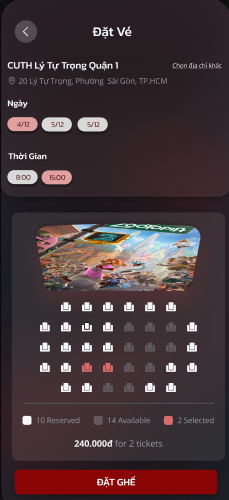 Đặt Vé
CUTH Lý Tự Trọng Quận 1
Chọn địa chỉ khác
20 Lý Tự Trọng, Phường Sài Gòn, TP.HCM
Ngày
4/12 5/12 5/12
Thời Gian
8:00 15:00
Zootopia
10 Reserved 14 Available 2 Selected
240.000đ for 2 tickets
ĐẶT GHẾ